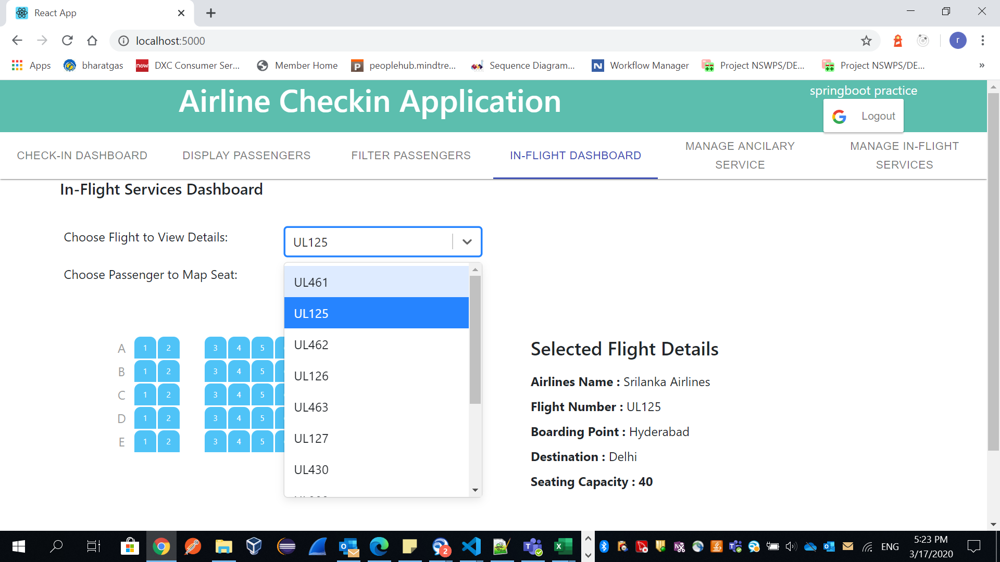 React App
localhost:5000
Apps
bharatgas
now
DXC Consumer Ser...
Member Home
peoplehub.mindtre...
Sequence Diagram...
Workflow Manager
Project NSWPS/DE...
Project NSWPS/DE...
»
r
Airline Checkin Application
springboot practice
Logout
CHECK-IN DASHBOARD
DISPLAY PASSENGERS
FILTER PASSENGERS
IN-FLIGHT DASHBOARD
MANAGE ANCILARY
SERVICE
MANAGE IN-FLIGHT
SERVICES
In-Flight Services Dashboard
Choose Flight to View Details:
UL125
Choose Passenger to Map Seat:
UL461
UL125
UL462
UL126
UL463
UL127
UL430
A 1 2 3 4 5
B 1 2 3 4 5
C 1 2 3 4 5
D 1 2 3 4 5
E 1 2 3 4 5
Selected Flight Details
Airlines Name : Srilanka Airlines
Flight Number : UL125
Boarding Point : Hyderabad
Destination : Delhi
Seating Capacity : 40
2
ENG
5:23 PM
3/17/2020